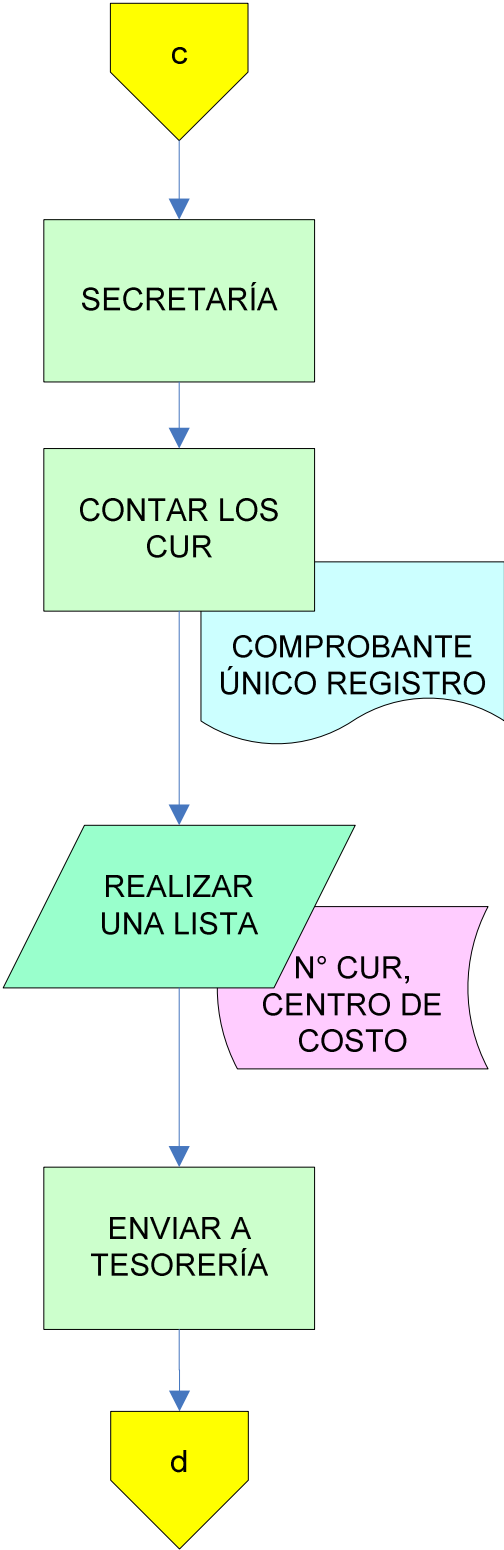 c
SECRETARÍA
CONTAR LOS
CUR
COMPROBANTE
ÚNICO REGISTRO
REALIZAR
UNA LISTA
N° CUR,
CENTRO DE
COSTO
ENVIAR A
TESORERÍA
d